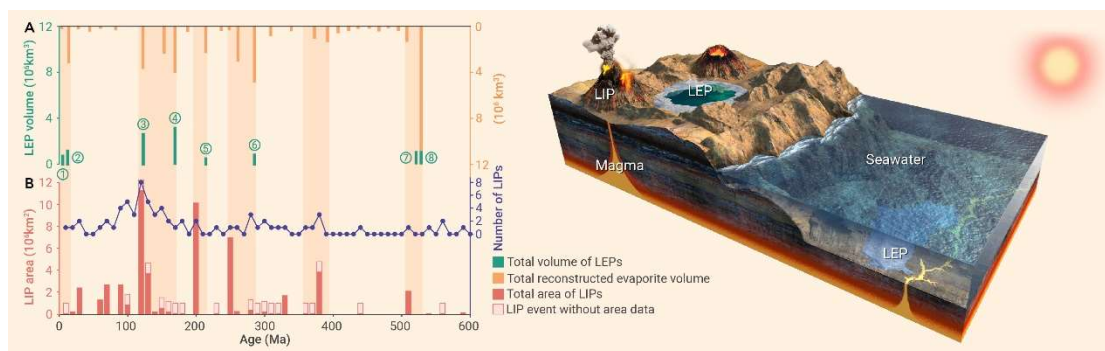 A
LEP volume (10⁶km³)
12
8
4
0
①
②
③
④
⑤
⑥
⑦
⑧
0
4
8
12
(10⁶ km³)
B
LIP area (10⁶km²)
12
10
8
6
4
2
0
8
6
4
2
0
Number of LIPs
0
100
200
300
400
500
600
Age (Ma)
Total volume of LEPs
Total reconstructed evaporite volume
Total area of LIPs
LIP event without area data
LIP
LEP
Magma
Seawater
LEP